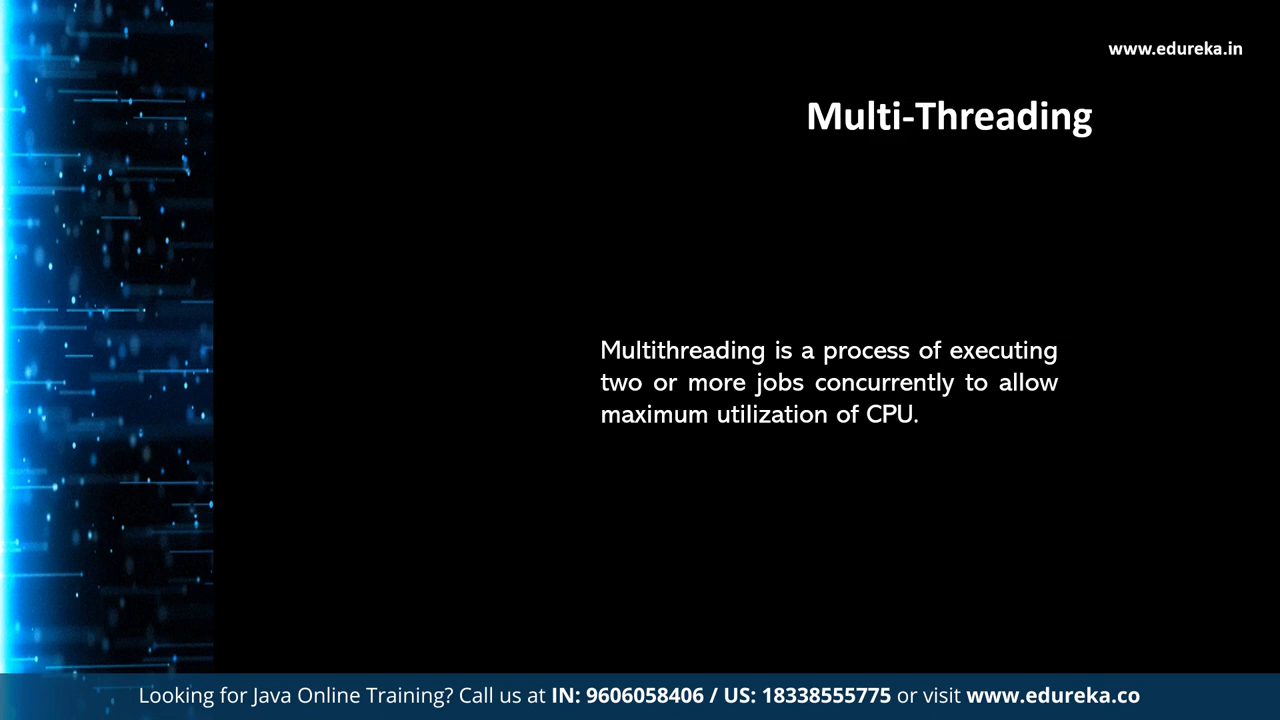 www.edureka.in
Multi-Threading
Multithreading is a process of executing
two or more jobs concurrently to allow
maximum utilization of CPU.
Looking for Java Online Training? Call us at IN: 9606058406 / US: 18338555775 or visit www.edureka.co